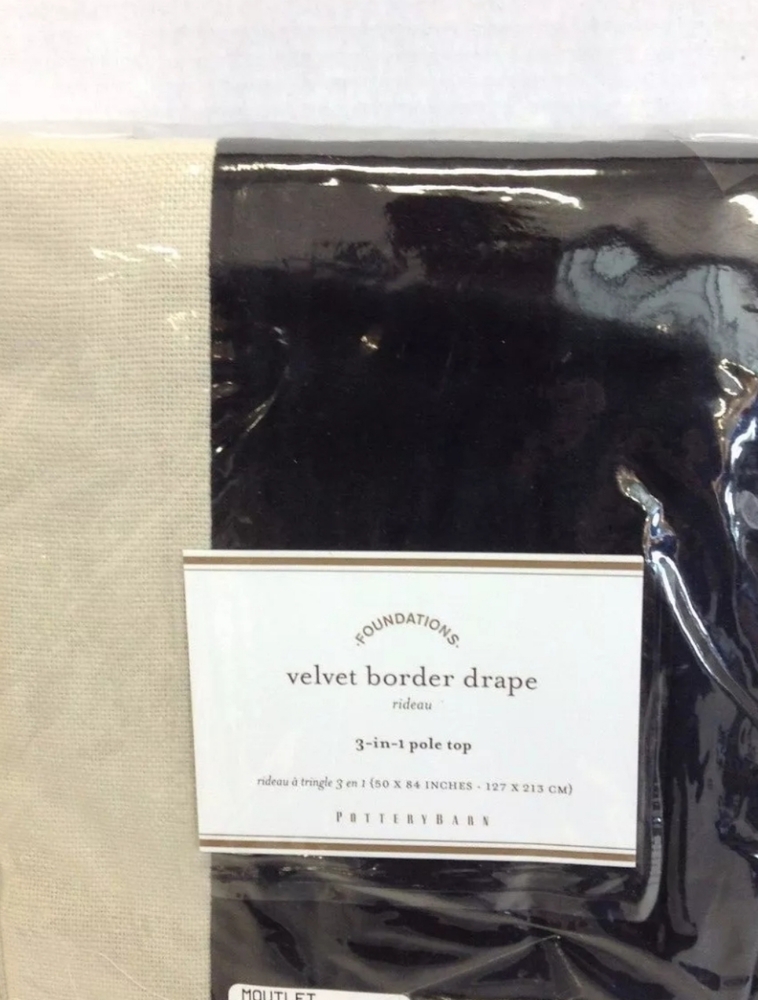 ·FOUNDATIONS·
velvet border drape
rideau
3-in-1 pole top
rideau à tringle 3 en 1 (50 X 84 INCHES - 127 X 213 CM)
POTTERYBARN
MOUTLET